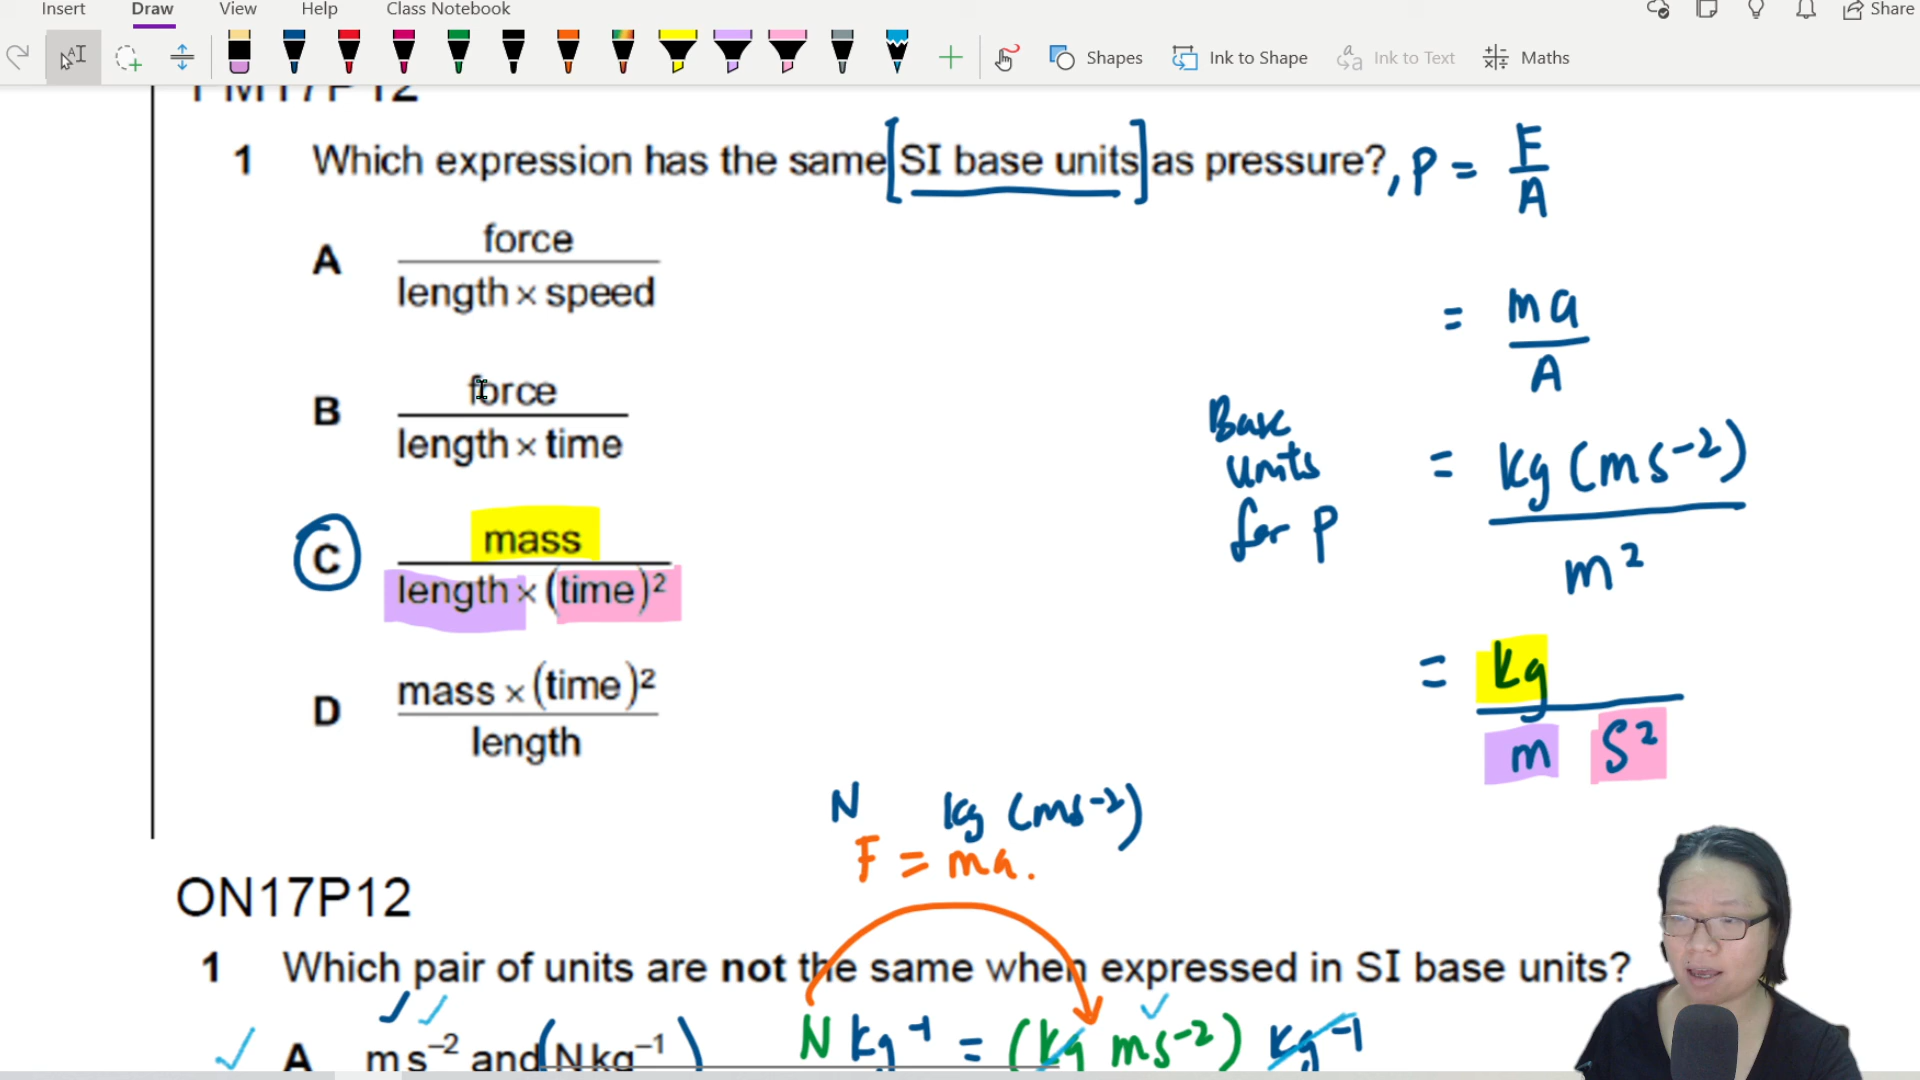 Insert Draw View Help Class Notebook Share
Shapes Ink to Shape Ink to Text Maths
FM17P12
1 Which expression has the same [SI base units] as pressure?, P = F/A
A force / length × speed
= ma / A
B force / length × time
Base units for P = kg (ms⁻²) / m²
C mass / length × (time)²
D mass × (time)² / length
= kg / m s²
N kg (ms⁻²)
F = ma.
ON17P12
1 Which pair of units are not the same when expressed in SI base units?
✓ A m s⁻² and (N kg⁻¹) N kg⁻¹ = (kg ms⁻²) kg⁻¹